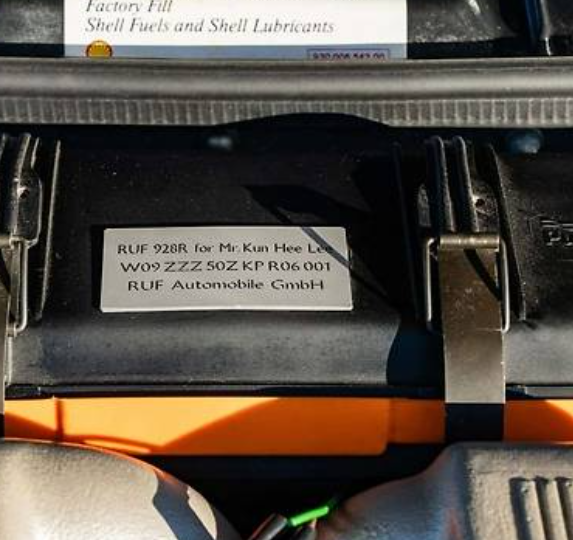 Factory Fill
Shell Fuels and Shell Lubricants
RUF 928R for Mr. Kun Hee Lee
W09 ZZZ 50Z KP R06 001
RUF Automobile GmbH